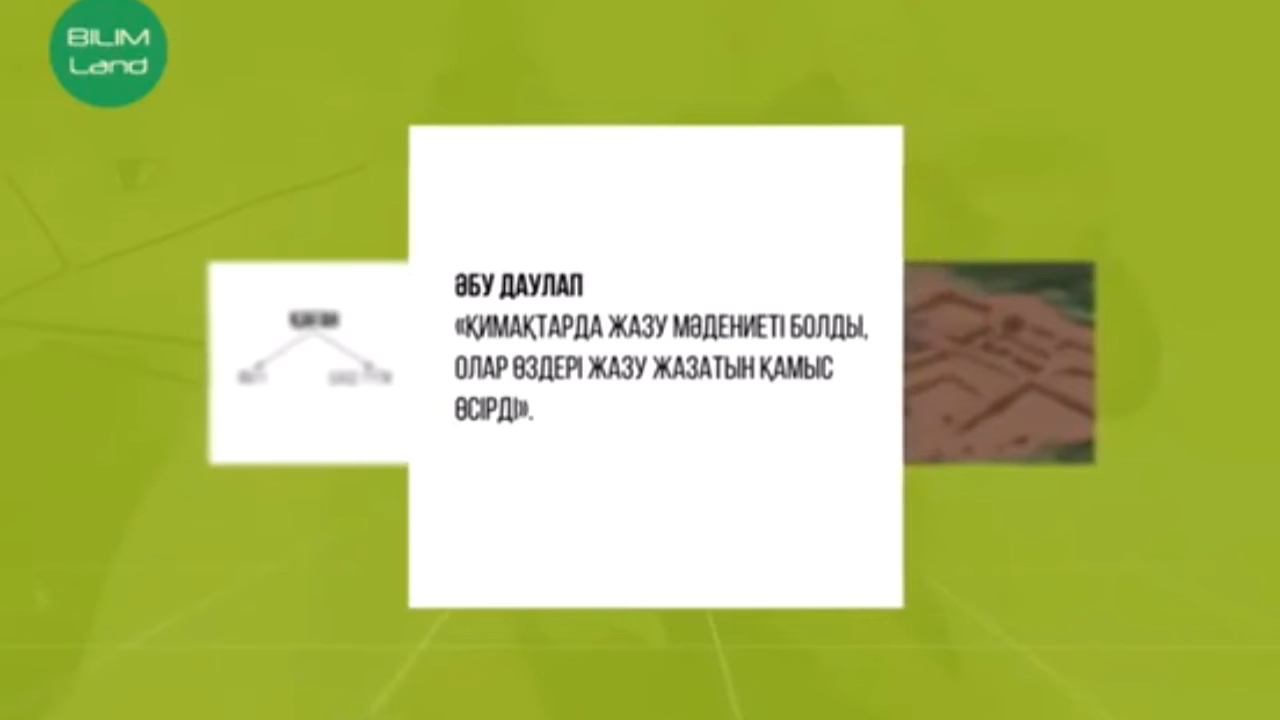 BILIM
Land
ӘБУ ДАУЛАП
«ҚИМАҚТАРДА ЖАЗУ МӘДЕНИЕТІ БОЛДЫ,
ОЛАР ӨЗДЕРІ ЖАЗУ ЖАЗАТЫН ҚАМЫС
ӨСІРДІ».